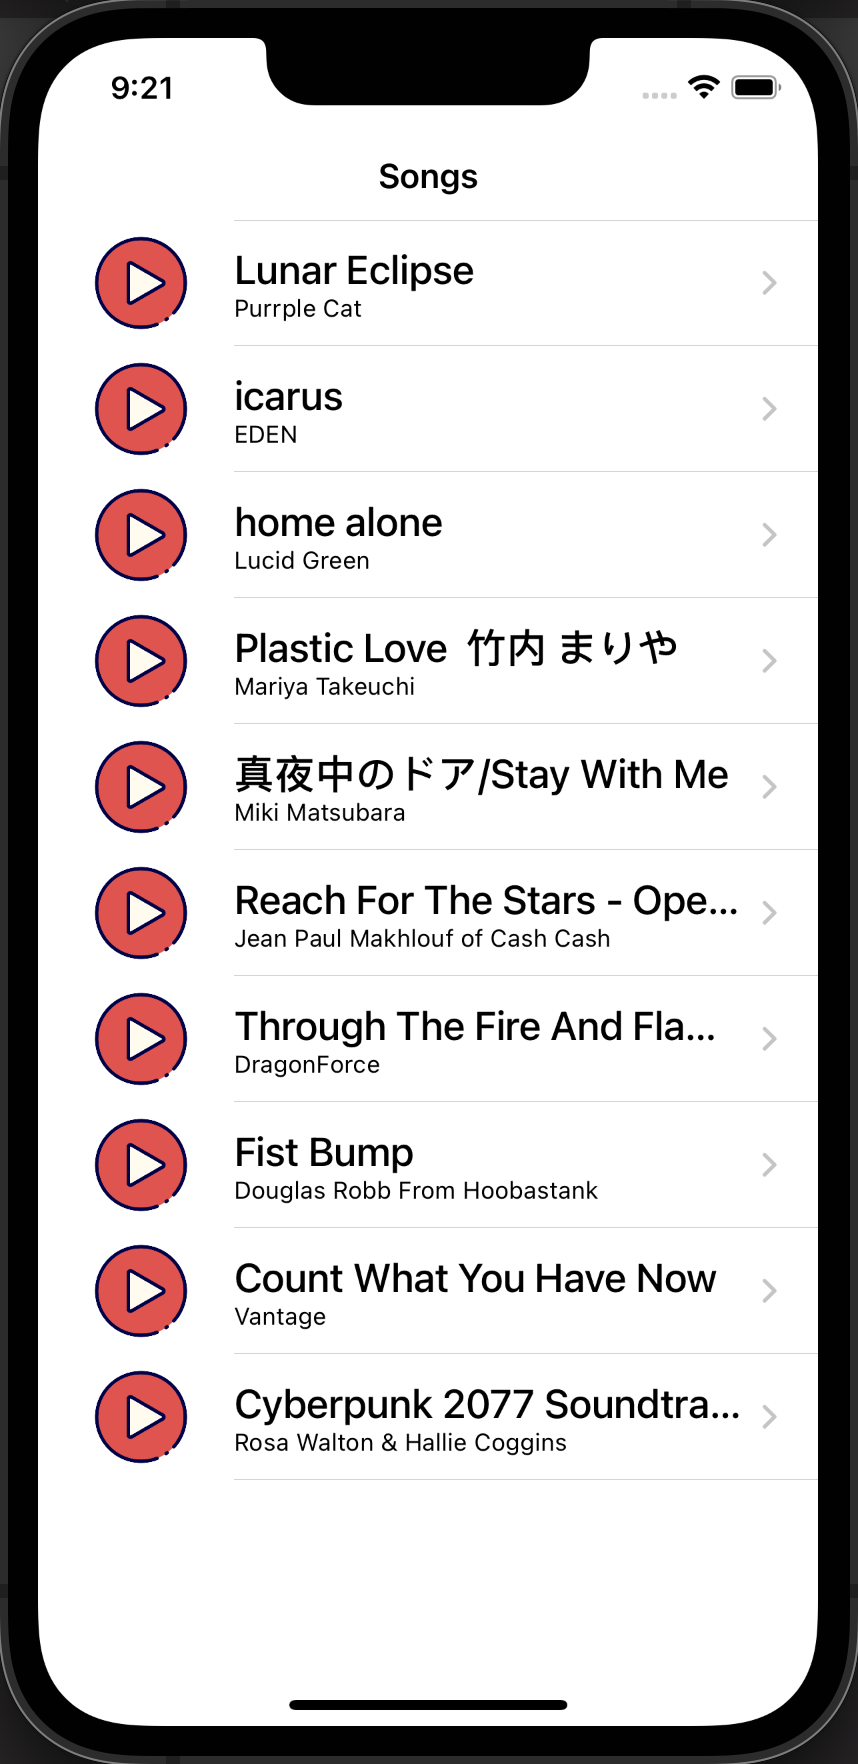 9:21
Songs
Lunar Eclipse
Purrple Cat
icarus
EDEN
home alone
Lucid Green
Plastic Love 竹内 まりや
Mariya Takeuchi
真夜中のドア/Stay With Me
Miki Matsubara
Reach For The Stars - Ope...
Jean Paul Makhlouf of Cash Cash
Through The Fire And Fla...
DragonForce
Fist Bump
Douglas Robb From Hoobastank
Count What You Have Now
Vantage
Cyberpunk 2077 Soundtra...
Rosa Walton & Hallie Coggins